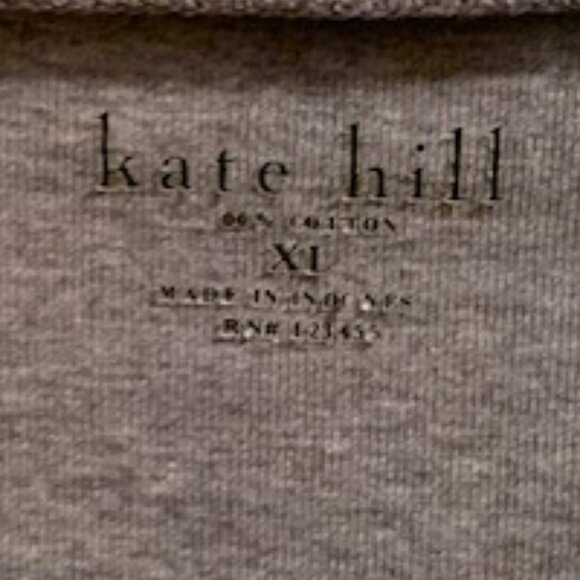 kate hill
COTTON
XL
MADE IN
RN#